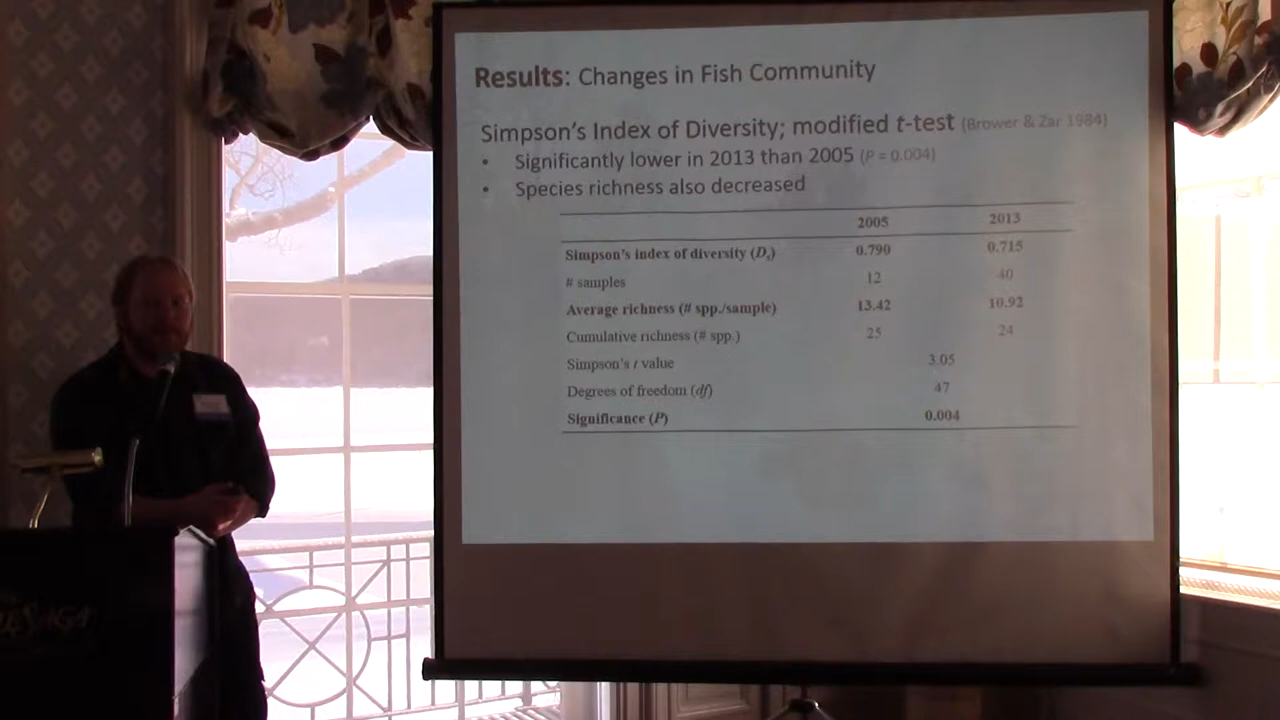 Results: Changes in Fish Community
Simpson's Index of Diversity; modified t-test (Brower & Zar 1984)
• Significantly lower in 2013 than 2005 (P = 0.004)
• Species richness also decreased
2005 2013
Simpson's index of diversity (Ds) 0.790 0.715
# samples 12 40
Average richness (# spp./sample) 13.42 10.92
Cumulative richness (# spp.) 25 24
Simpson's t value 3.05
Degrees of freedom (df) 47
Significance (P) 0.004